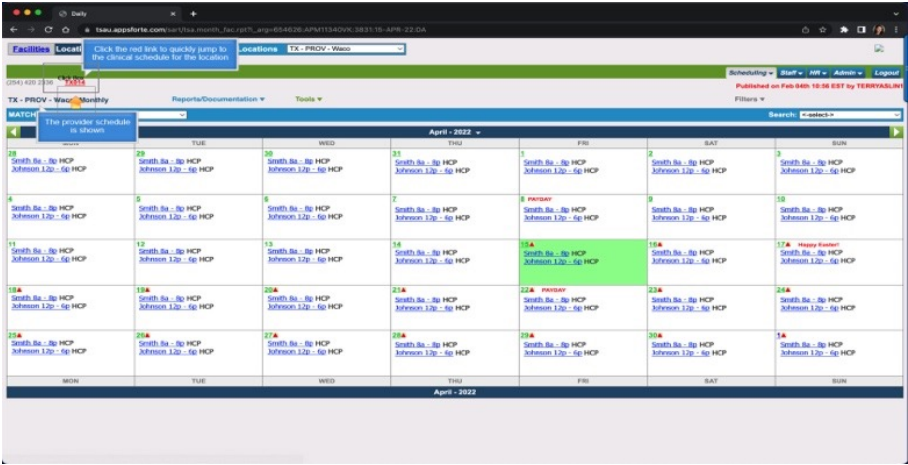 Daily
tsau.appsforte.com/sart/tsa.month_fac.rpt?i_arg=654626:APM11340VK:3831:15-APR-22:DA
Facilities Locati Locations TX - PROV - Waco
Click the red link to quickly jump to
the clinical schedule for the location
Scheduling Staff HR Admin Logout
(254) 420 2336 TX014
Published on Feb 04th 10:56 EST by TERRYASLIN1
TX - PROV - Waco Monthly Reports/Documentation Tools Filters
MATCH Search: <-select->
The provider schedule
is shown
April - 2022
MON TUE WED THU FRI SAT SUN
28 29 30 31 1 2 3
Smith 8a - 8p HCP Smith 8a - 8p HCP Smith 8a - 8p HCP Smith 8a - 8p HCP Smith 8a - 8p HCP Smith 8a - 8p HCP Smith 8a - 8p HCP
Johnson 12p - 6p HCP Johnson 12p - 6p HCP Johnson 12p - 6p HCP Johnson 12p - 6p HCP Johnson 12p - 6p HCP Johnson 12p - 6p HCP Johnson 12p - 6p HCP
4 5 6 7 8 PAYDAY 9 10
Smith 8a - 8p HCP Smith 8a - 8p HCP Smith 8a - 8p HCP Smith 8a - 8p HCP Smith 8a - 8p HCP Smith 8a - 8p HCP Smith 8a - 8p HCP
Johnson 12p - 6p HCP Johnson 12p - 6p HCP Johnson 12p - 6p HCP Johnson 12p - 6p HCP Johnson 12p - 6p HCP Johnson 12p - 6p HCP Johnson 12p - 6p HCP
11 12 13 14 15 16 17 Happy Easter!
Smith 8a - 8p HCP Smith 8a - 8p HCP Smith 8a - 8p HCP Smith 8a - 8p HCP Smith 8a - 8p HCP Smith 8a - 8p HCP Smith 8a - 8p HCP
Johnson 12p - 6p HCP Johnson 12p - 6p HCP Johnson 12p - 6p HCP Johnson 12p - 6p HCP Johnson 12p - 6p HCP Johnson 12p - 6p HCP Johnson 12p - 6p HCP
18 19 20 21 22 PAYDAY 23 24
Smith 8a - 8p HCP Smith 8a - 8p HCP Smith 8a - 8p HCP Smith 8a - 8p HCP Smith 8a - 8p HCP Smith 8a - 8p HCP Smith 8a - 8p HCP
Johnson 12p - 6p HCP Johnson 12p - 6p HCP Johnson 12p - 6p HCP Johnson 12p - 6p HCP Johnson 12p - 6p HCP Johnson 12p - 6p HCP Johnson 12p - 6p HCP
25 26 27 28 29 30 1
Smith 8a - 8p HCP Smith 8a - 8p HCP Smith 8a - 8p HCP Smith 8a - 8p HCP Smith 8a - 8p HCP Smith 8a - 8p HCP Smith 8a - 8p HCP
Johnson 12p - 6p HCP Johnson 12p - 6p HCP Johnson 12p - 6p HCP Johnson 12p - 6p HCP Johnson 12p - 6p HCP Johnson 12p - 6p HCP Johnson 12p - 6p HCP
MON TUE WED THU FRI SAT SUN
April - 2022